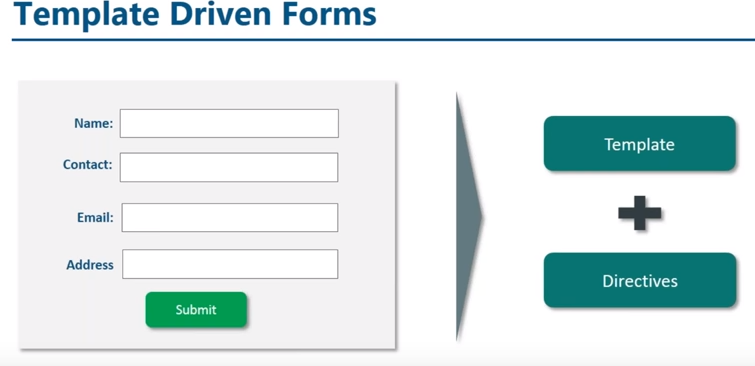 Template Driven Forms
Name:
Contact:
Email:
Address
Submit
Template
Directives